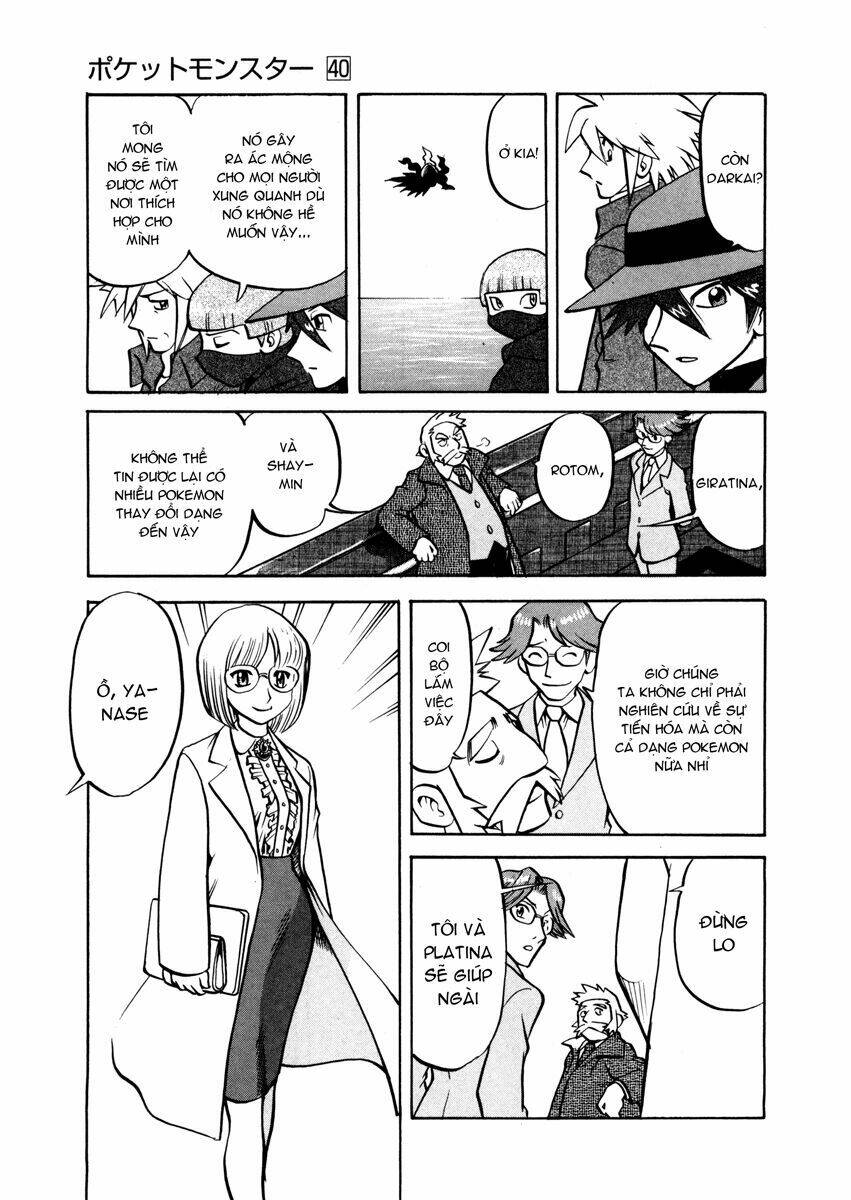 ポケットモンスター 40
CÒN
DARKAI?
Ở KIA!
NÓ GÂY
RA ÁC MỘNG
CHO MỌI NGƯỜI
XUNG QUANH DÙ
NÓ KHÔNG HỀ
MUỐN VẬY...
TÔI
MONG
NÓ SẼ TÌM
ĐƯỢC MỘT
NƠI THÍCH
HỢP CHO
MÌNH
GIRATINA,
ROTOM,
VÀ
SHAY-
MIN
KHÔNG THỂ
TIN ĐƯỢC LẠI CÓ
NHIỀU POKEMON
THAY ĐỔI DẠNG
ĐẾN VẬY
GIỜ CHÚNG
TA KHÔNG CHỈ PHẢI
NGHIÊN CỨU VỀ SỰ
TIẾN HÓA MÀ CÒN
CẢ DẠNG POKEMON
NỮA NHỈ
COI
BỘ LẮM
VIỆC
ĐÂY
ĐỪNG
LO
TÔI VÀ
PLATINA
SẼ GIÚP
NGÀI
Ồ, YA-
NASE